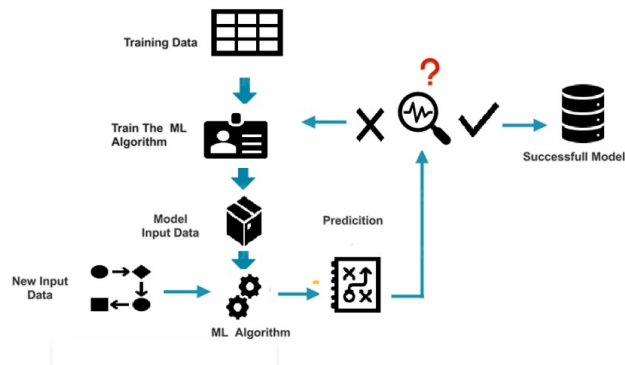 Training Data
?
Train The ML
Algorithm
Successfull Model
Model
Input Data
Predicition
New Input
Data
ML Algorithm